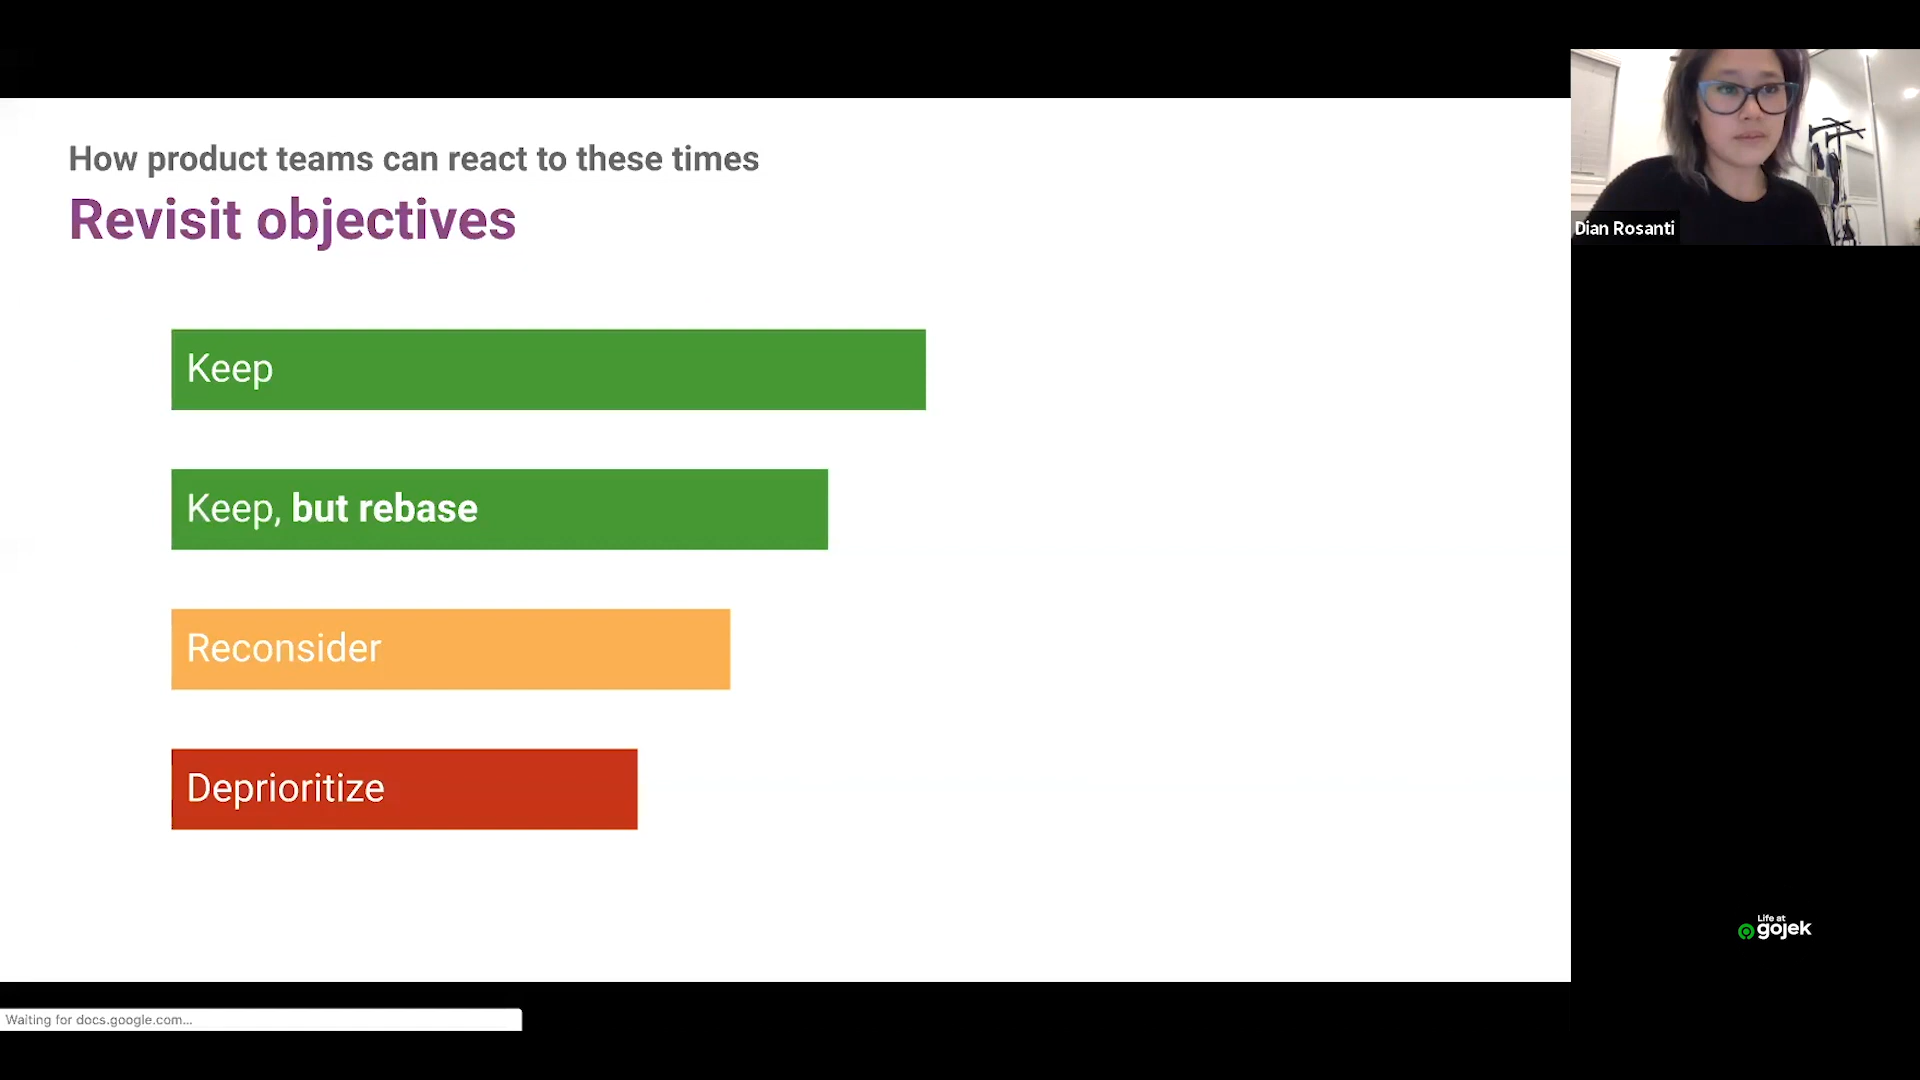 How product teams can react to these times
Revisit objectives
Keep
Keep, but rebase
Reconsider
Deprioritize
Dian Rosanti
Life at
gojek
Waiting for docs.google.com...